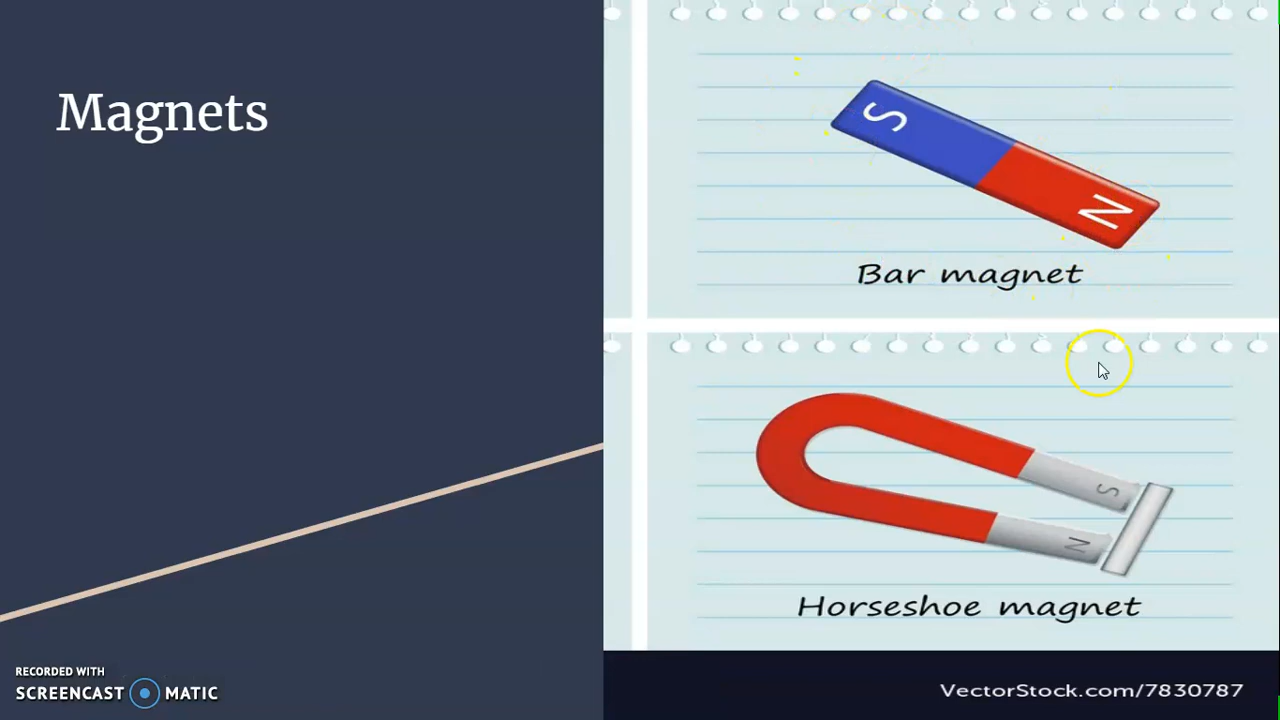 Magnets
S
N
Bar magnet
S
N
Horseshoe magnet
RECORDED WITH
SCREENCAST MATIC
VectorStock.com/7830787